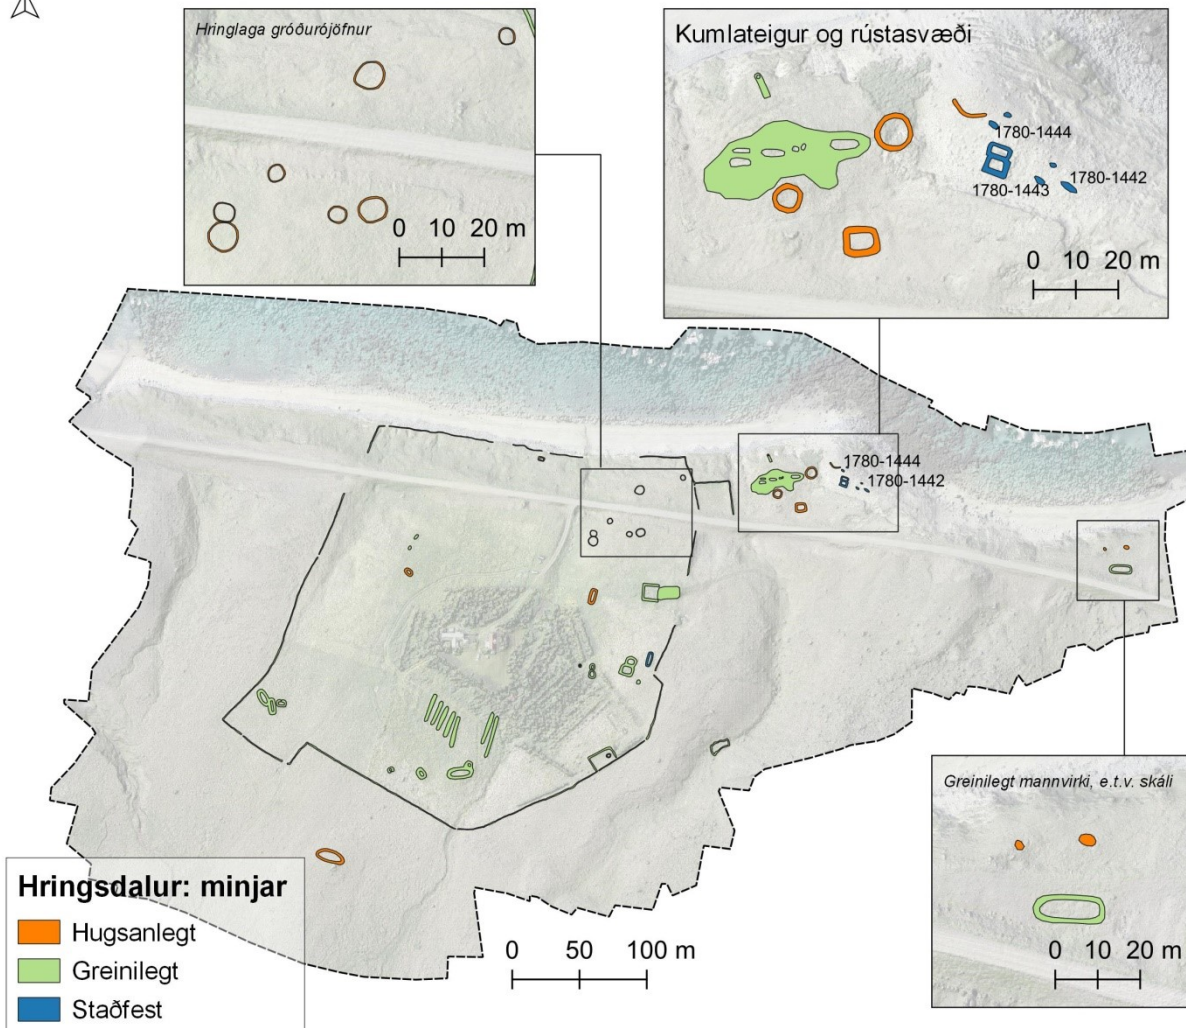 Hringlaga gróðurójöfnur
0 10 20 m
Kumlateigur og rústasvæði
1780-1444
1780-1443
1780-1442
0 10 20 m
1780-1444
1780-1442
Greinilegt mannvirki, e.t.v. skáli
0 10 20 m
0 50 100 m
Hringsdalur: minjar
Hugsanlegt
Greinilegt
Staðfest